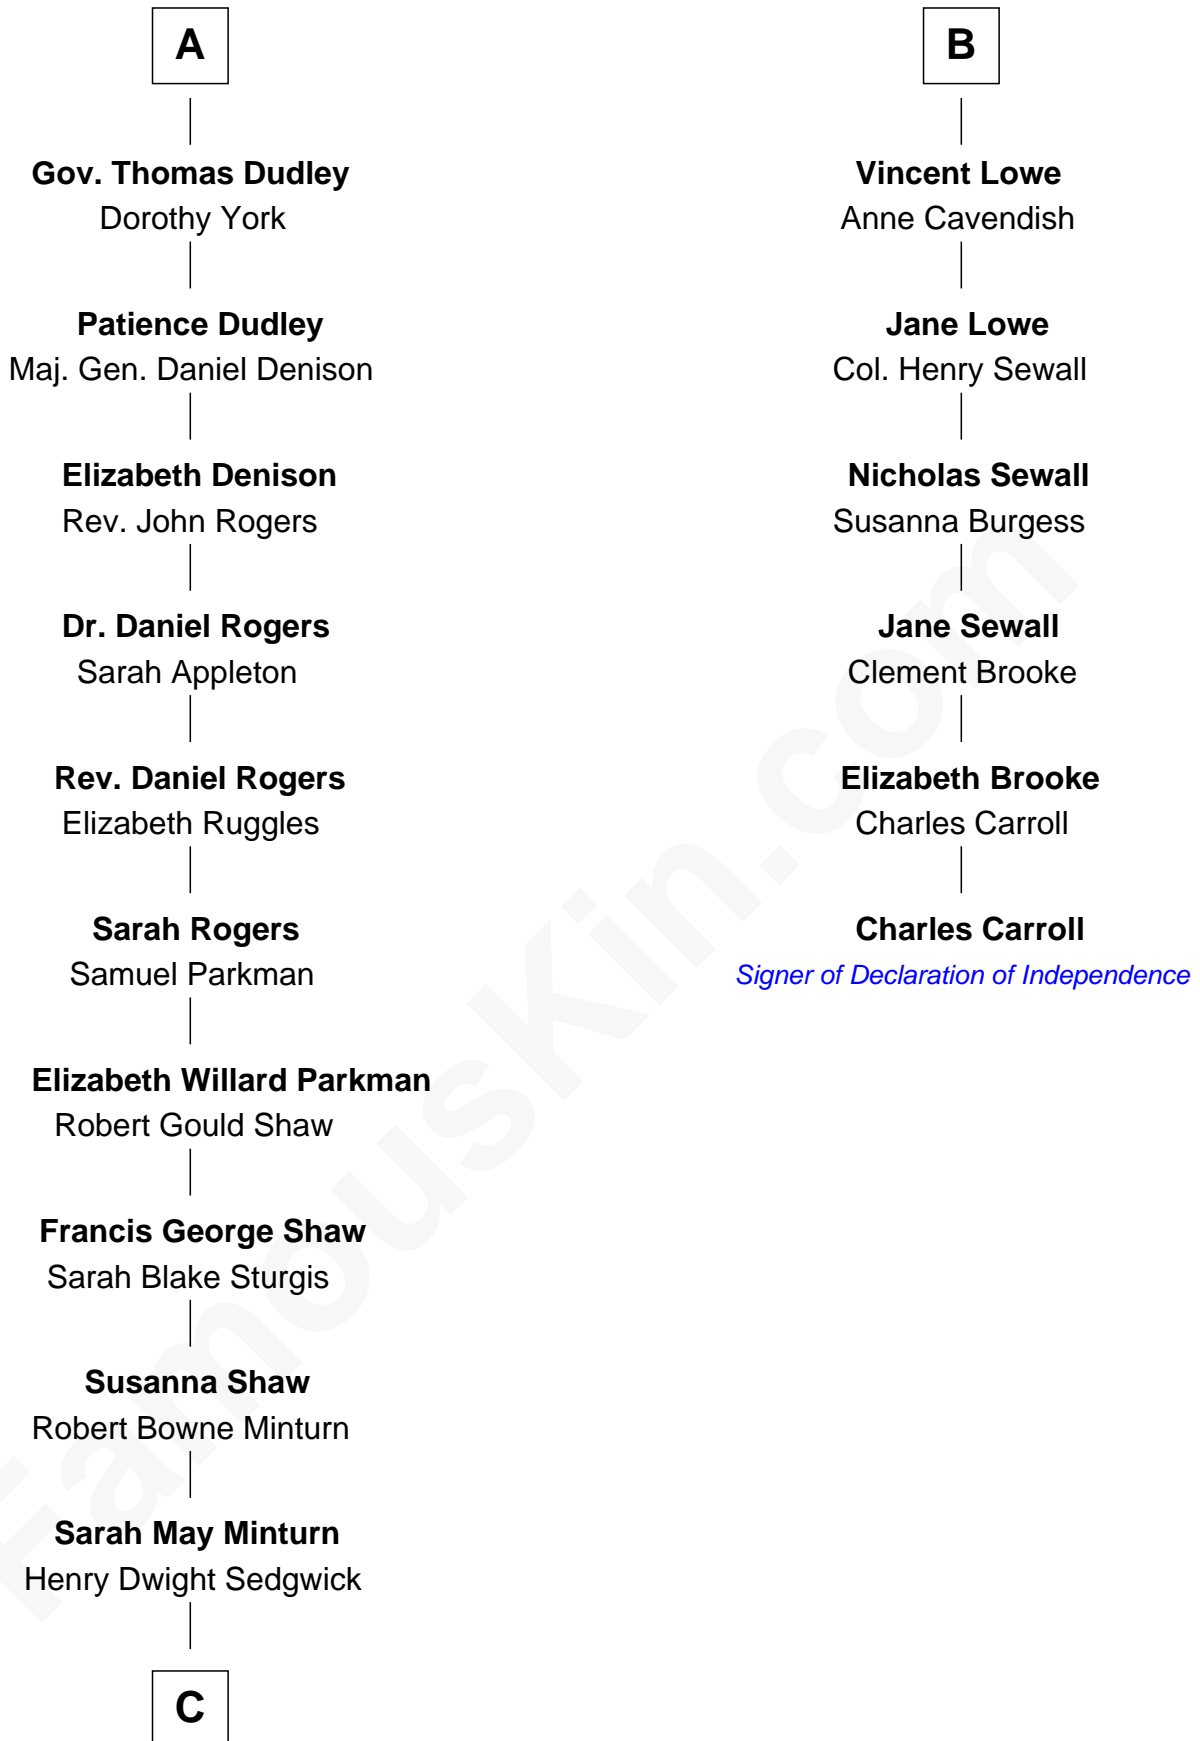 A
Gov. Thomas Dudley
Dorothy York
Patience Dudley
Maj. Gen. Daniel Denison
Elizabeth Denison
Rev. John Rogers
Dr. Daniel Rogers
Sarah Appleton
Rev. Daniel Rogers
Elizabeth Ruggles
Sarah Rogers
Samuel Parkman
Elizabeth Willard Parkman
Robert Gould Shaw
Francis George Shaw
Sarah Blake Sturgis
Susanna Shaw
Robert Bowne Minturn
Sarah May Minturn
Henry Dwight Sedgwick
C
B
Vincent Lowe
Anne Cavendish
Jane Lowe
Col. Henry Sewall
Nicholas Sewall
Susanna Burgess
Jane Sewall
Clement Brooke
Elizabeth Brooke
Charles Carroll
Charles Carroll
Signer of Declaration of Independence
FamousKin.com